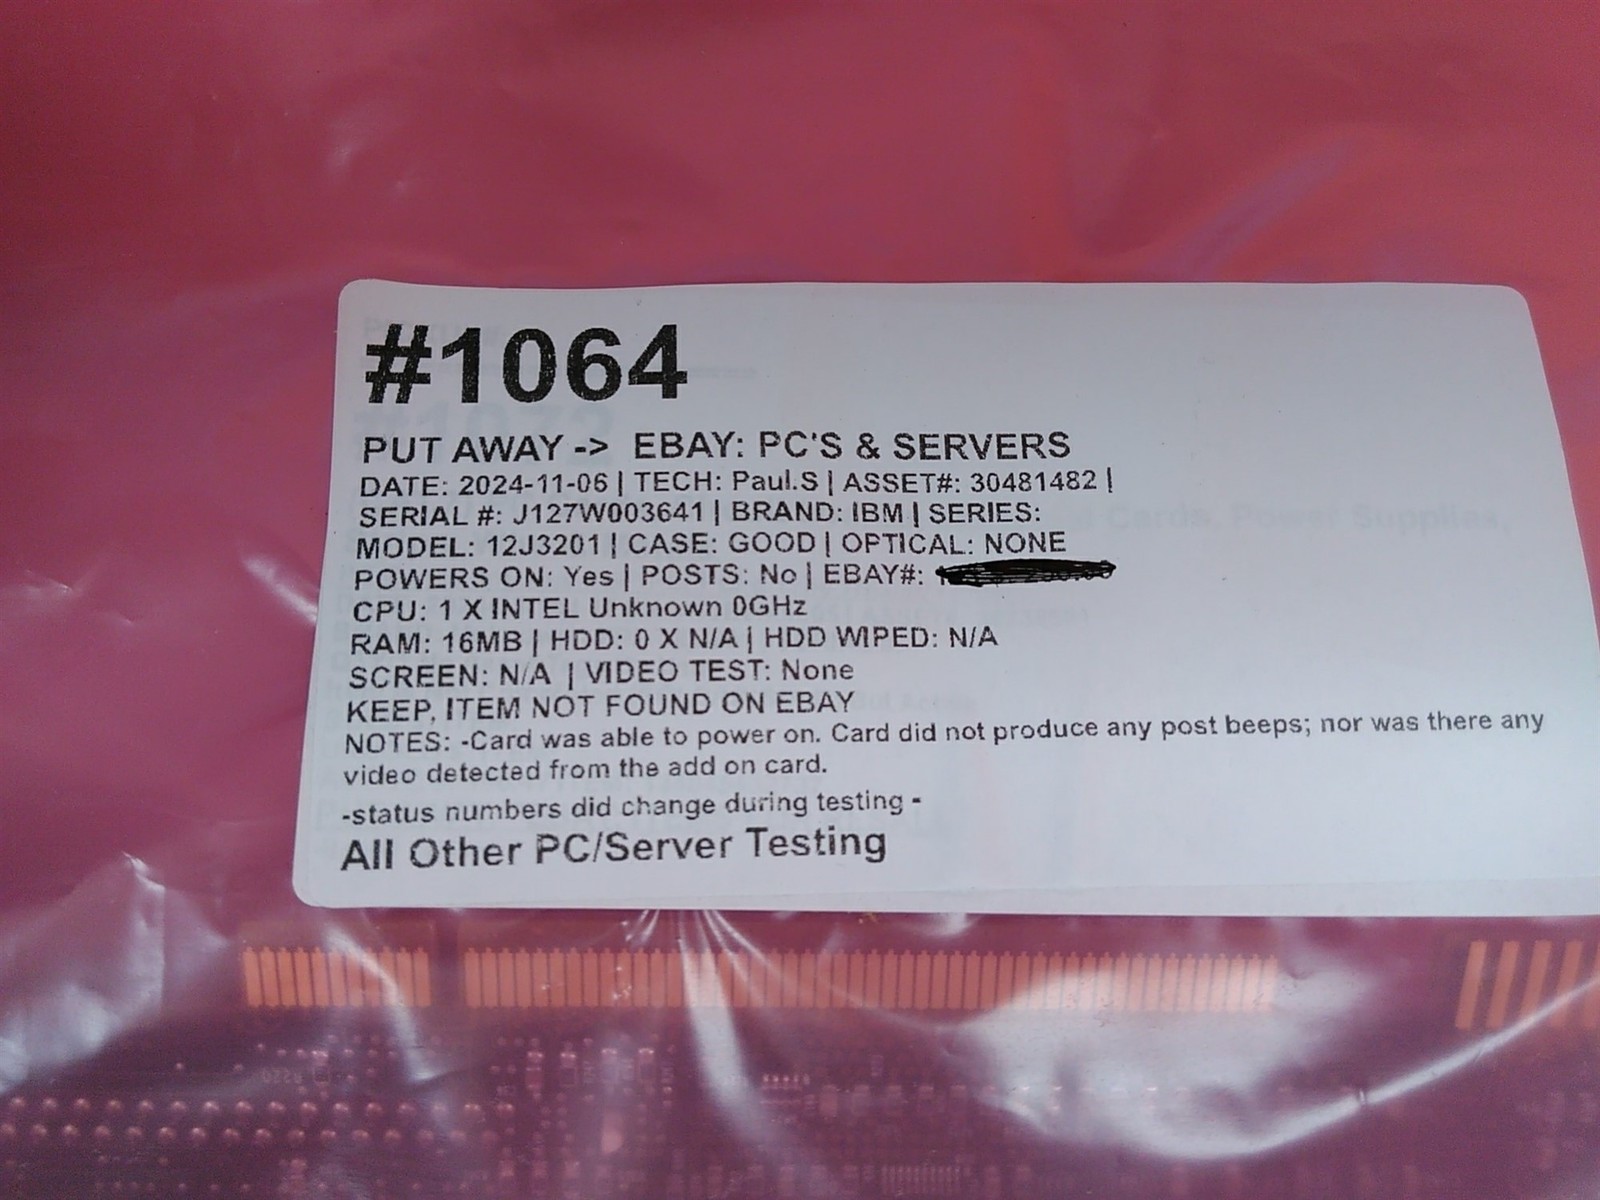 #1064
PUT AWAY -> EBAY: PC'S & SERVERS
DATE: 2024-11-06 | TECH: Paul.S | ASSET#: 30481482 |
SERIAL #: J127W003641 | BRAND: IBM | SERIES:
MODEL: 12J3201 | CASE: GOOD | OPTICAL: NONE
POWERS ON: Yes | POSTS: No | EBAY#:
CPU: 1 X INTEL Unknown 0GHz
RAM: 16MB | HDD: 0 X N/A | HDD WIPED: N/A
SCREEN: N/A | VIDEO TEST: None
KEEP, ITEM NOT FOUND ON EBAY
NOTES: -Card was able to power on. Card did not produce any post beeps; nor was there any
video detected from the add on card.
-status numbers did change during testing -
All Other PC/Server Testing